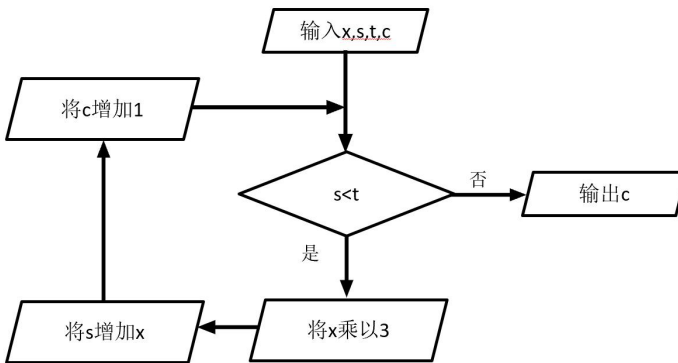 输入x,s,t,c
将c增加1
s<t
否
输出c
是
将s增加x
将x乘以3